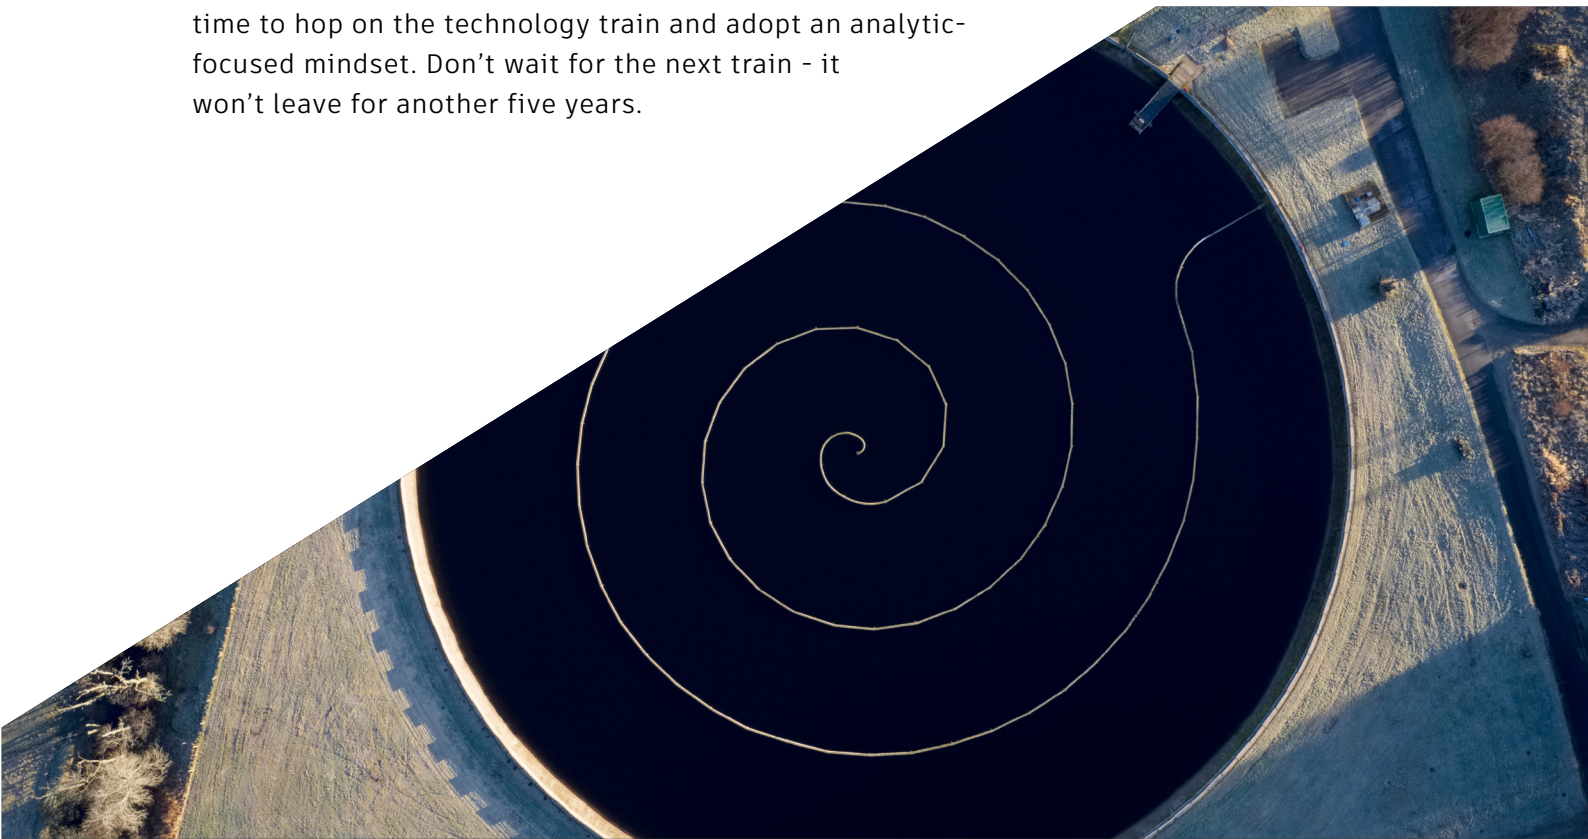 time to hop on the technology train and adopt an analytic-
focused mindset. Don’t wait for the next train - it
won’t leave for another five years.